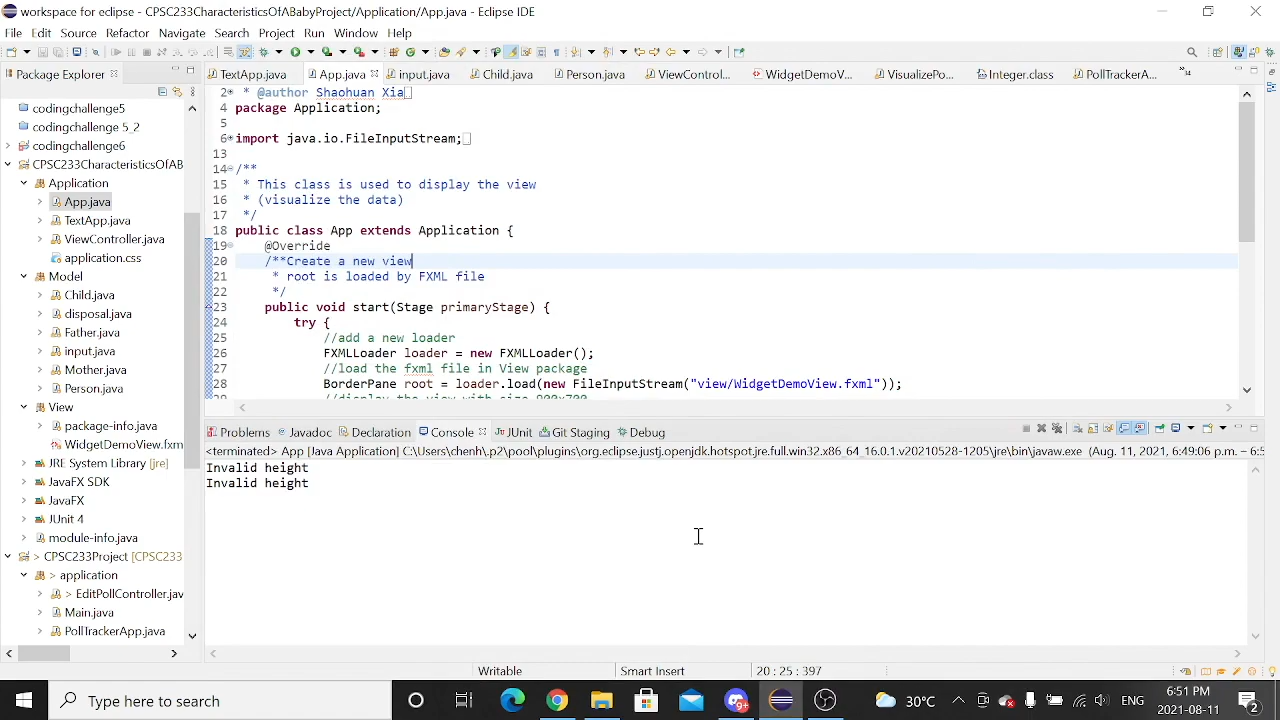 workspace for eclipse - CPSC233CharacteristicsOfABabyProject/Application/App.java - Eclipse IDE
File Edit Source Refactor Navigate Search Project Run Window Help
Package Explorer
TextApp.java App.java input.java Child.java Person.java ViewControl... WidgetDemoV... VisualizePo... Integer.class PollTrackerA...
codingchallenge5
codingchallenge 5_2
codingchallenge6
CPSC233CharacteristicsOfAB
Application
App.java
TextApp.java
ViewController.java
application.css
Model
Child.java
disposal.java
Father.java
input.java
Mother.java
Person.java
View
package-info.java
WidgetDemoView.fxm
JRE System Library [jre]
JavaFX SDK
JavaFX
JUnit 4
module-info.java
> CPSC233Project [CPSC233
> application
> EditPollController.jav
Main.java
PollTrackerApp.java
2 * @author Shaohuan Xia
4 package Application;
5
6 import java.io.FileInputStream;
13
14 /**
15 * This class is used to display the view
16 * (visualize the data)
17 */
18 public class App extends Application {
19 @Override
20 /**Create a new view
21 * root is loaded by FXML file
22 */
23 public void start(Stage primaryStage) {
24 try {
25 //add a new loader
26 FXMLLoader loader = new FXMLLoader();
27 //load the fxml file in View package
28 BorderPane root = loader.load(new FileInputStream("view/WidgetDemoView.fxml"));
29 //display the view with size 900x700
Problems Javadoc Declaration Console JUnit Git Staging Debug
<terminated> App [Java Application] C:\Users\chenh\.p2\pool\plugins\org.eclipse.justj.openjdk.hotspot.jre.full.win32.x86_64_16.0.1.v20210528-1205\jre\bin\javaw.exe (Aug. 11, 2021, 6:49:06 p.m. – 6:5
Invalid height
Invalid height
Writable Smart Insert 20 : 25 : 397
Type here to search
30°C ENG 6:51 PM
2021-08-11
2